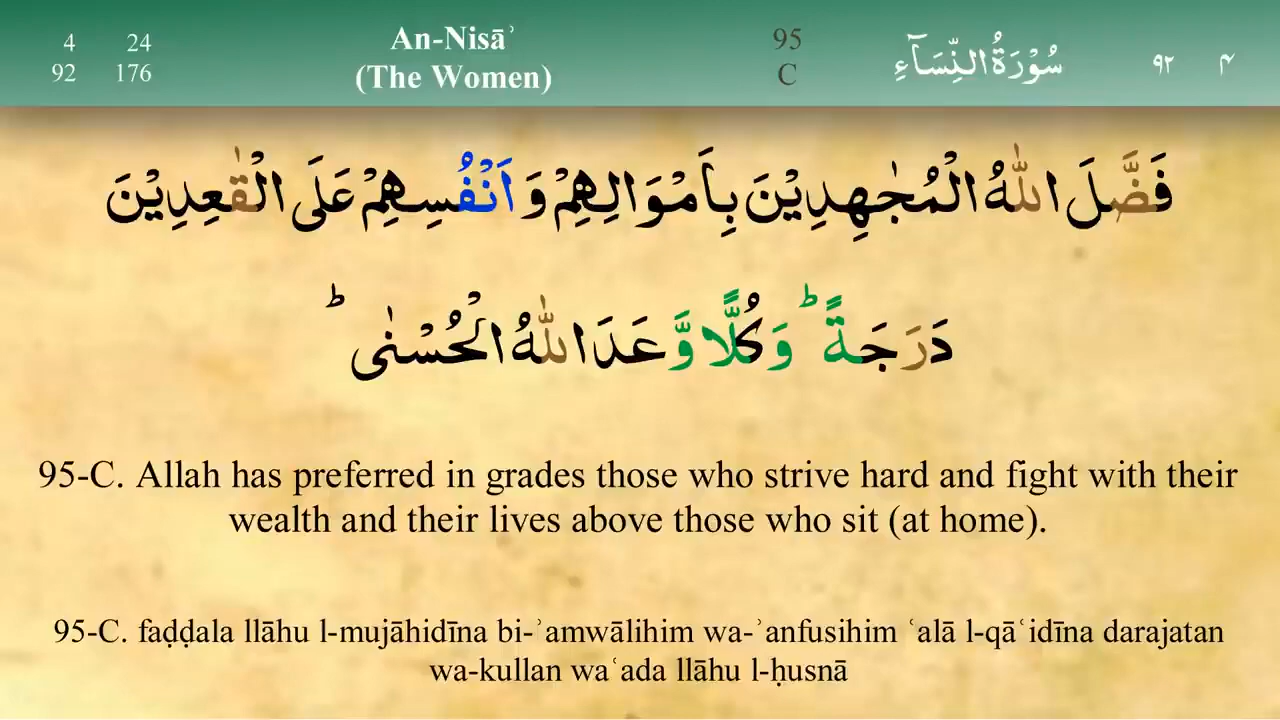 4 24 An-Nisāʾ 95 سُوْرَةُ النِّسَآءِ ٩٢ ٤
92 176 (The Women) C
فَضَّلَ اللّٰهُ الْمُجٰهِدِيْنَ بِاَمْوَالِهِمْ وَ اَنْفُسِهِمْ عَلَى الْقٰعِدِيْنَ
دَرَجَةً ؕ وَ كُلًّا وَّ عَدَ اللّٰهُ الْحُسْنٰى ؕ
95-C. Allah has preferred in grades those who strive hard and fight with their
wealth and their lives above those who sit (at home).
95-C. faḍḍala llāhu l-mujāhidīna bi-ʾamwālihim wa-ʾanfusihim ʿalā l-qāʿidīna darajatan
wa-kullan waʿada llāhu l-ḥusnā